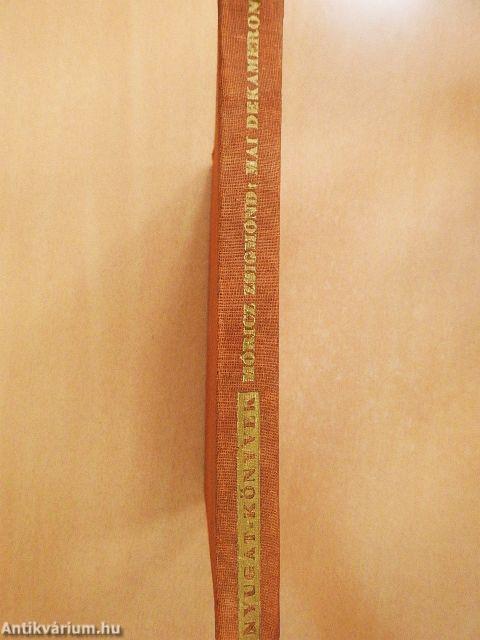 NYUGAT-KÖNYVEK MÓRICZ ZSIGMOND: MAI DEKAMERON
Antikvárium.hu